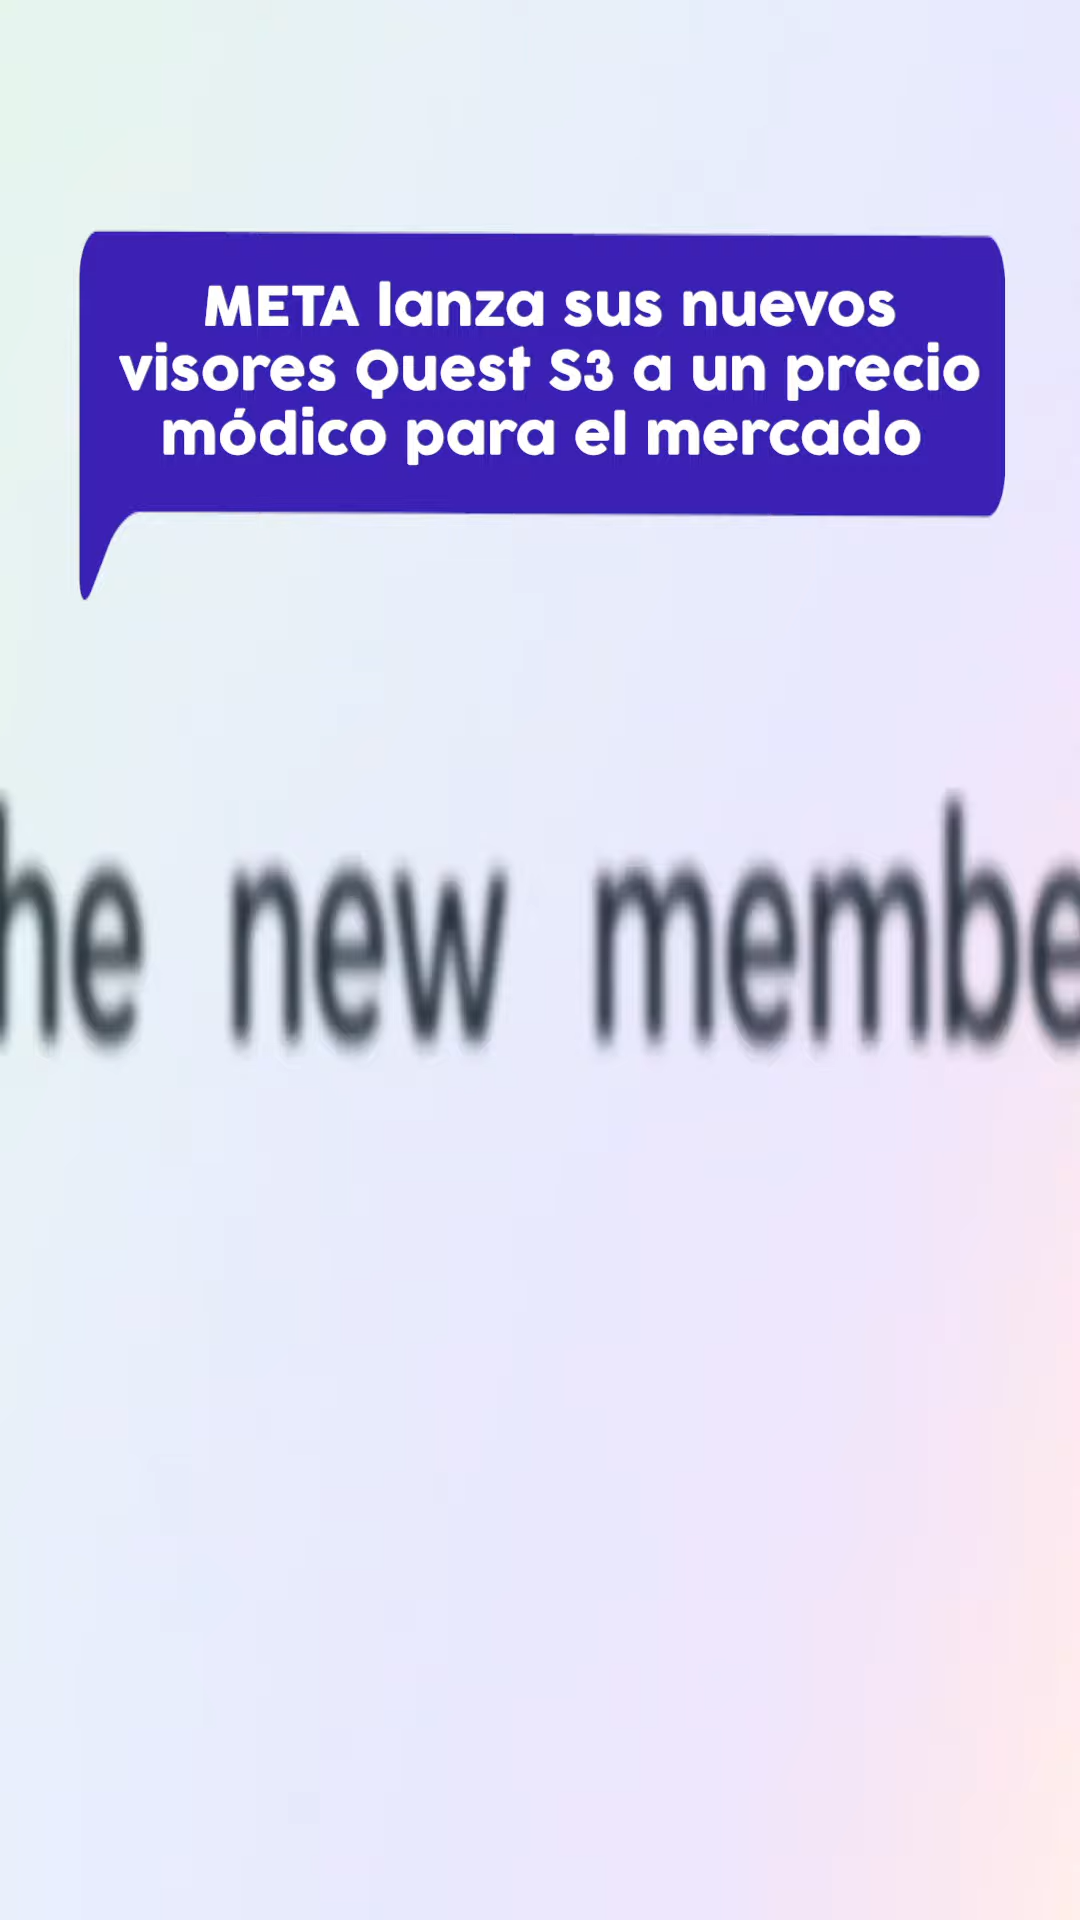 META lanza sus nuevos
visores Quest S3 a un precio
módico para el mercado
he new membe